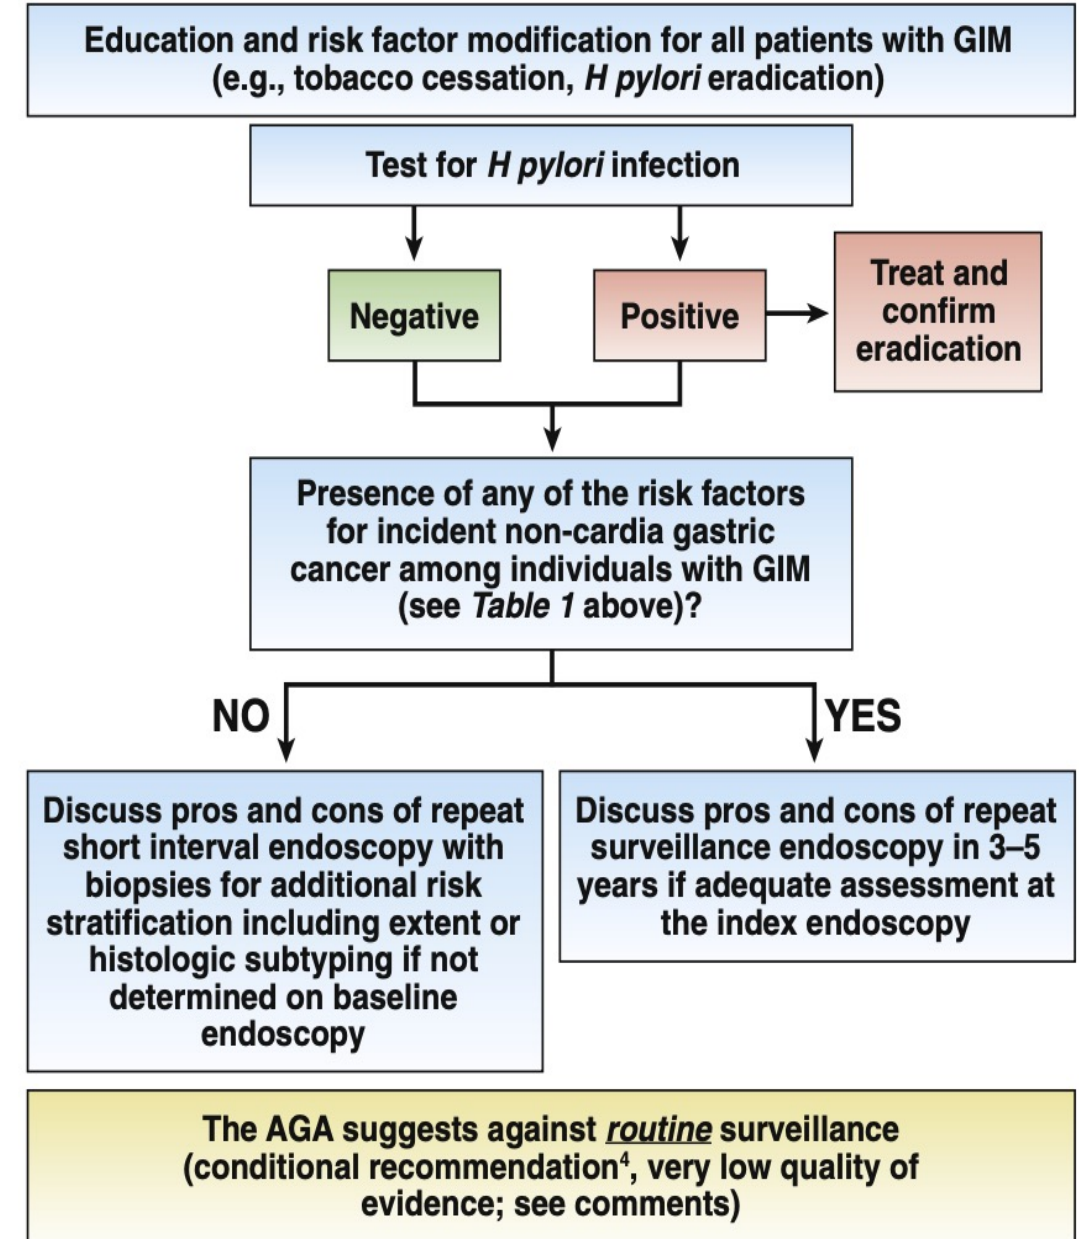 Education and risk factor modification for all patients with GIM
(e.g., tobacco cessation, H pylori eradication)
Test for H pylori infection
Negative
Positive
Treat and
confirm
eradication
Presence of any of the risk factors
for incident non-cardia gastric
cancer among individuals with GIM
(see Table 1 above)?
NO
YES
Discuss pros and cons of repeat
short interval endoscopy with
biopsies for additional risk
stratification including extent or
histologic subtyping if not
determined on baseline
endoscopy
Discuss pros and cons of repeat
surveillance endoscopy in 3–5
years if adequate assessment at
the index endoscopy
The AGA suggests against routine surveillance
(conditional recommendation⁴, very low quality of
evidence; see comments)